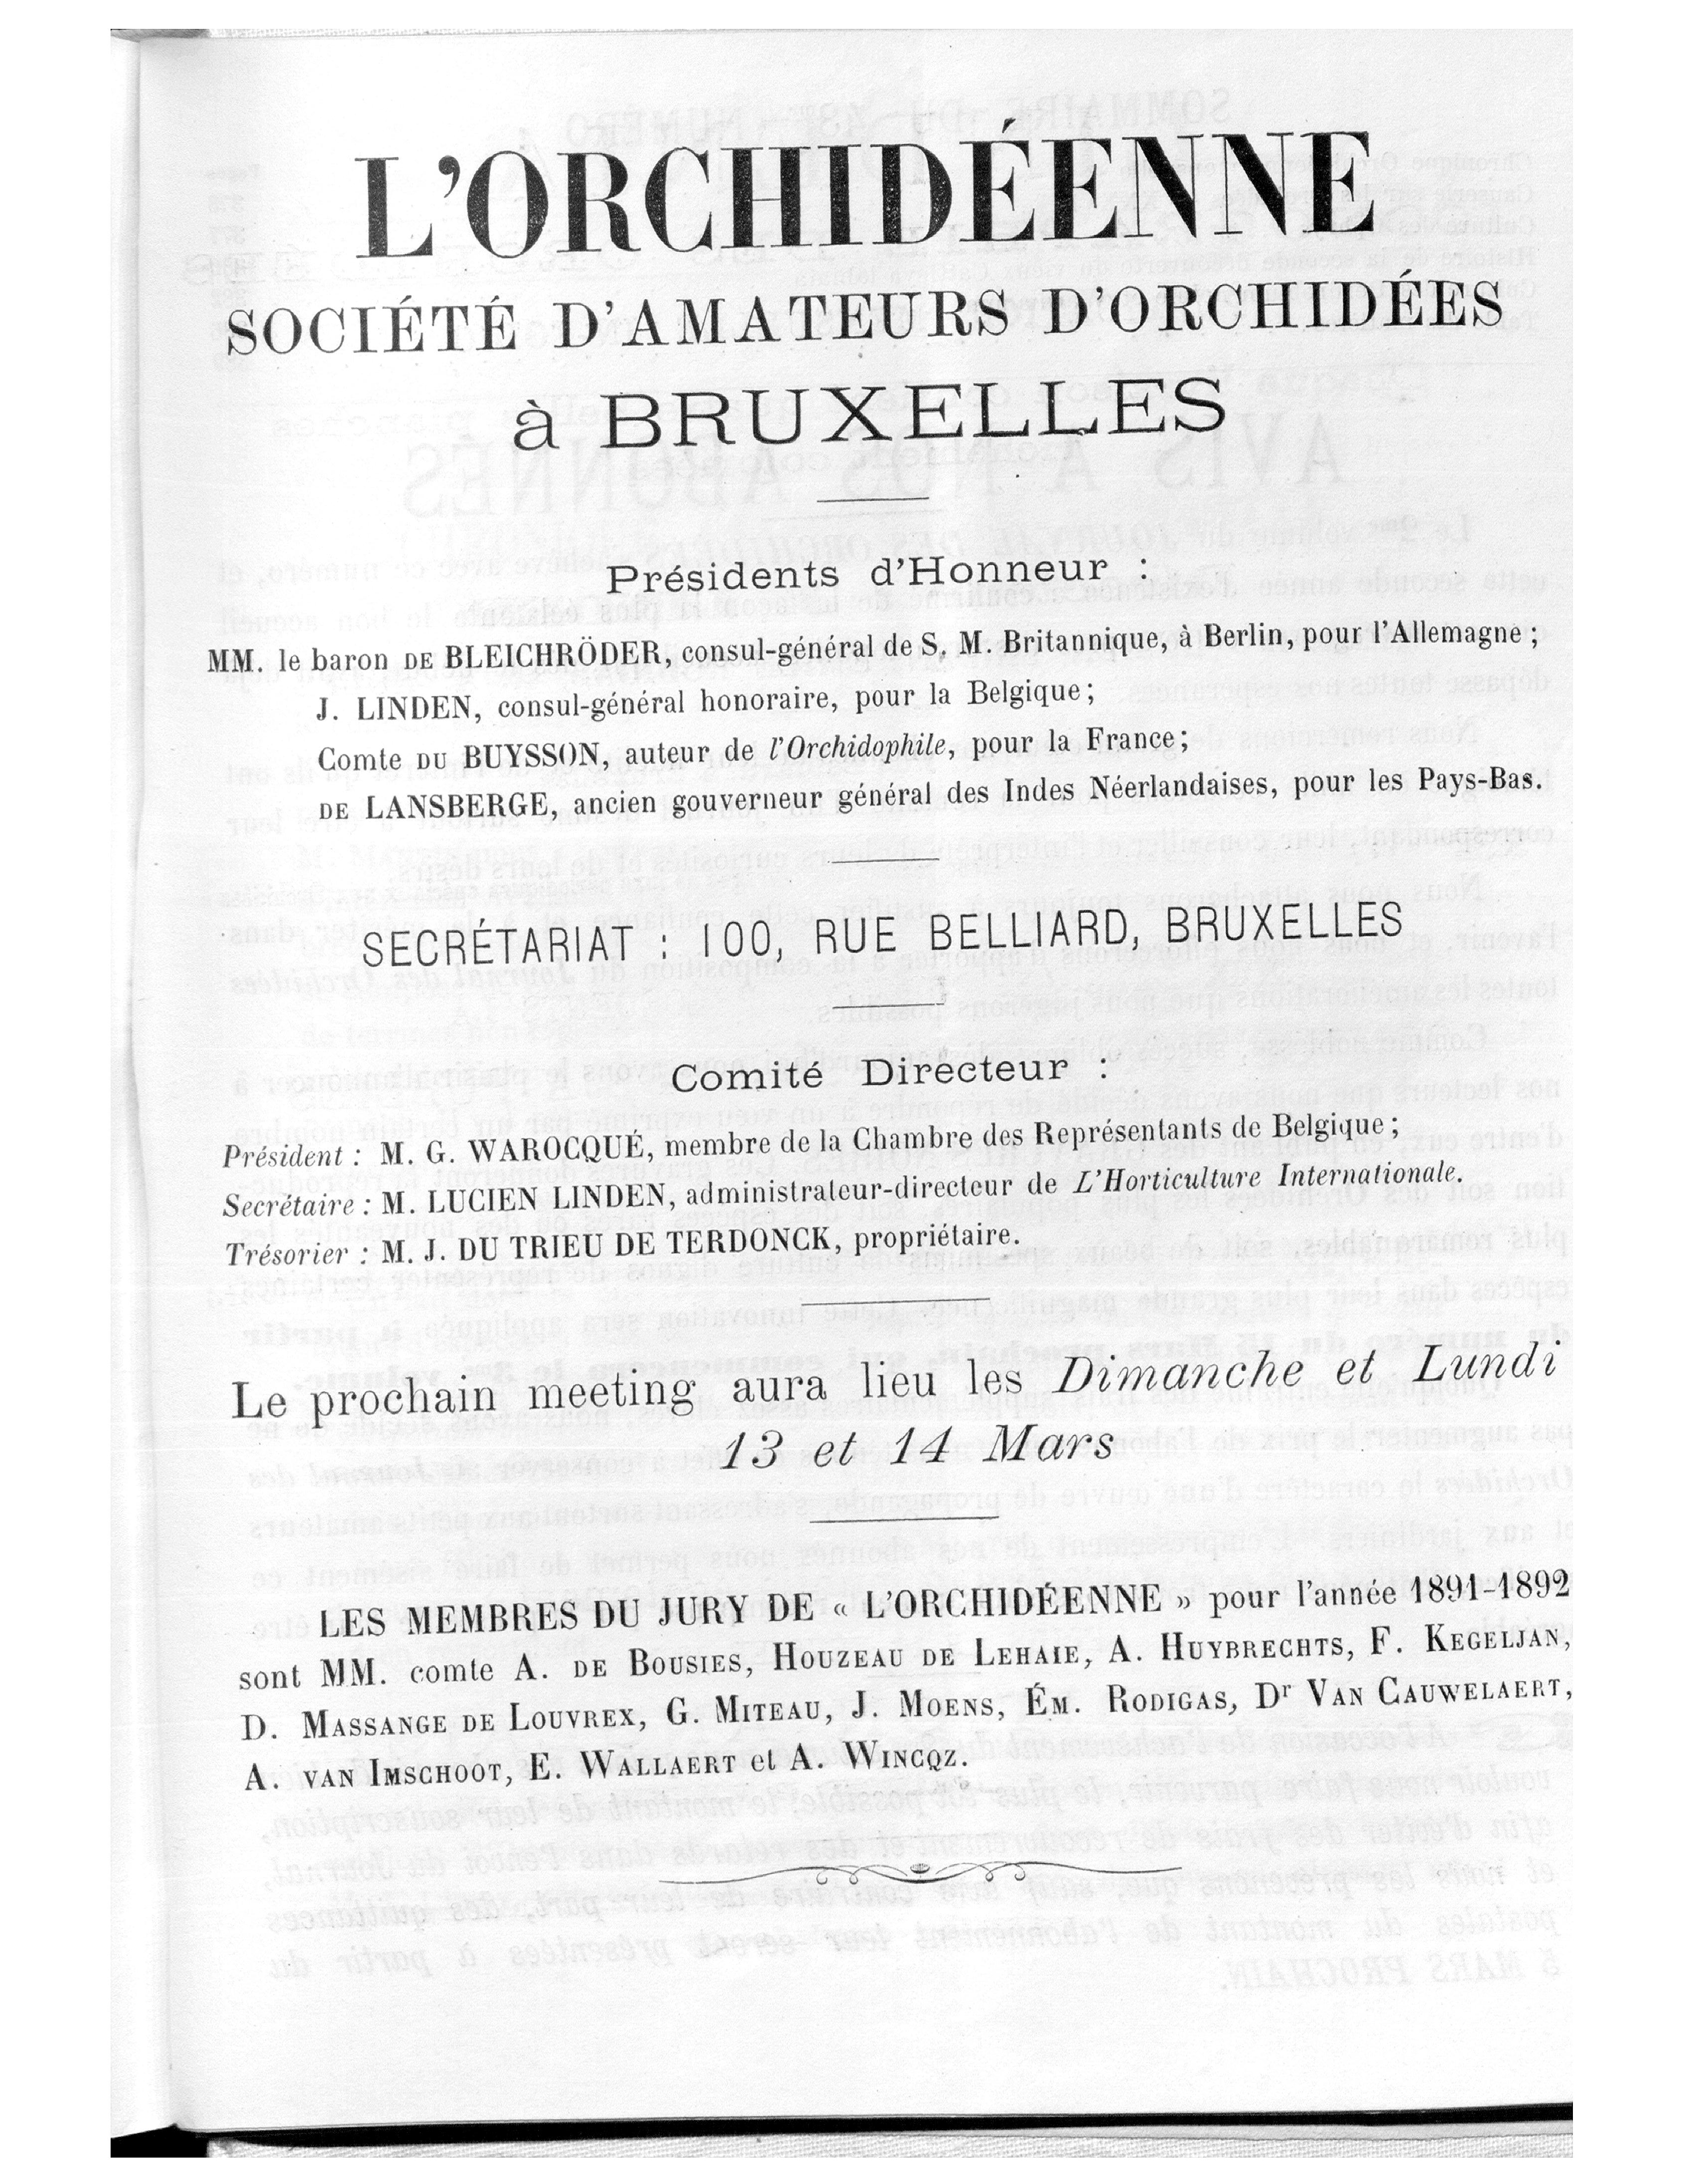 L'ORCHIDÉENNE
SOCIÉTÉ D'AMATEURS D'ORCHIDÉES
à BRUXELLES
Présidents d'Honneur :
MM. le baron DE BLEICHRÖDER, consul-général de S. M. Britannique, à Berlin, pour l'Allemagne ;
J. LINDEN, consul-général honoraire, pour la Belgique ;
Comte DU BUYSSON, auteur de l'Orchidophile, pour la France ;
DE LANSBERGE, ancien gouverneur général des Indes Néerlandaises, pour les Pays-Bas.
SECRÉTARIAT : 100, RUE BELLIARD, BRUXELLES
Comité Directeur :
Président : M. G. WAROCQUÉ, membre de la Chambre des Représentants de Belgique ;
Secrétaire : M. LUCIEN LINDEN, administrateur-directeur de L'Horticulture Internationale.
Trésorier : M. J. DU TRIEU DE TERDONCK, propriétaire.
Le prochain meeting aura lieu les Dimanche et Lundi
13 et 14 Mars
LES MEMBRES DU JURY DE « L'ORCHIDÉENNE » pour l'année 1891-1892
sont MM. comte A. DE BOUSIES, HOUZEAU DE LEHAIE, A. HUYBRECHTS, F. KEGELJAN,
D. MASSANGE DE LOUVREX, G. MITEAU, J. MOENS, ÉM. RODIGAS, Dr VAN CAUWELAERT,
A. VAN IMSCHOOT, E. WALLAERT et A. WINCQZ.